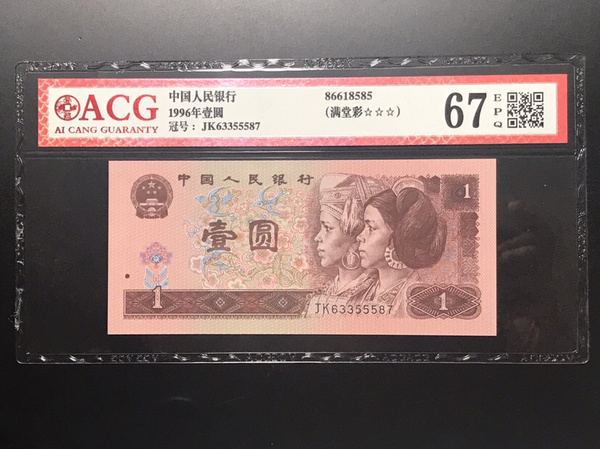 ACG
AI CANG GUARANTY
中国人民银行
1996年壹圆
冠号：JK63355587
86618585
(满堂彩☆☆☆)
67
EPQ
中国人民银行
1
壹圆
1
1
JK63355587